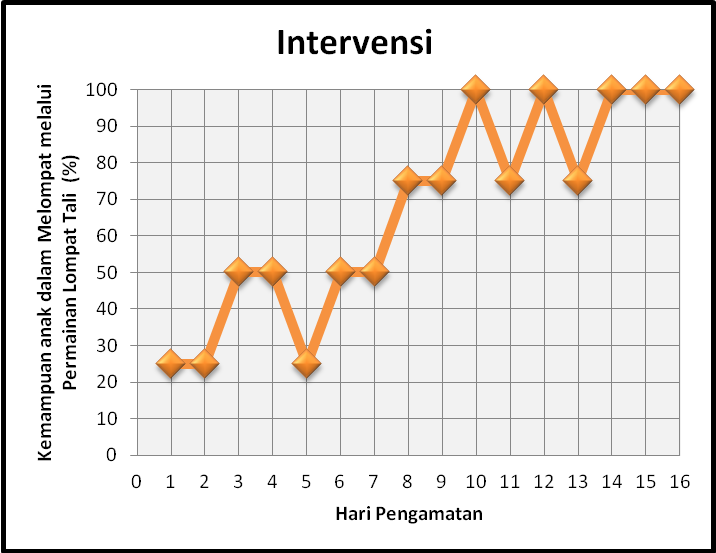 Intervensi
Kemampuan anak dalam Melompat melalui
Permainan Lompat Tali (%)
100
90
80
70
60
50
40
30
20
10
0
0 1 2 3 4 5 6 7 8 9 10 11 12 13 14 15 16
Hari Pengamatan